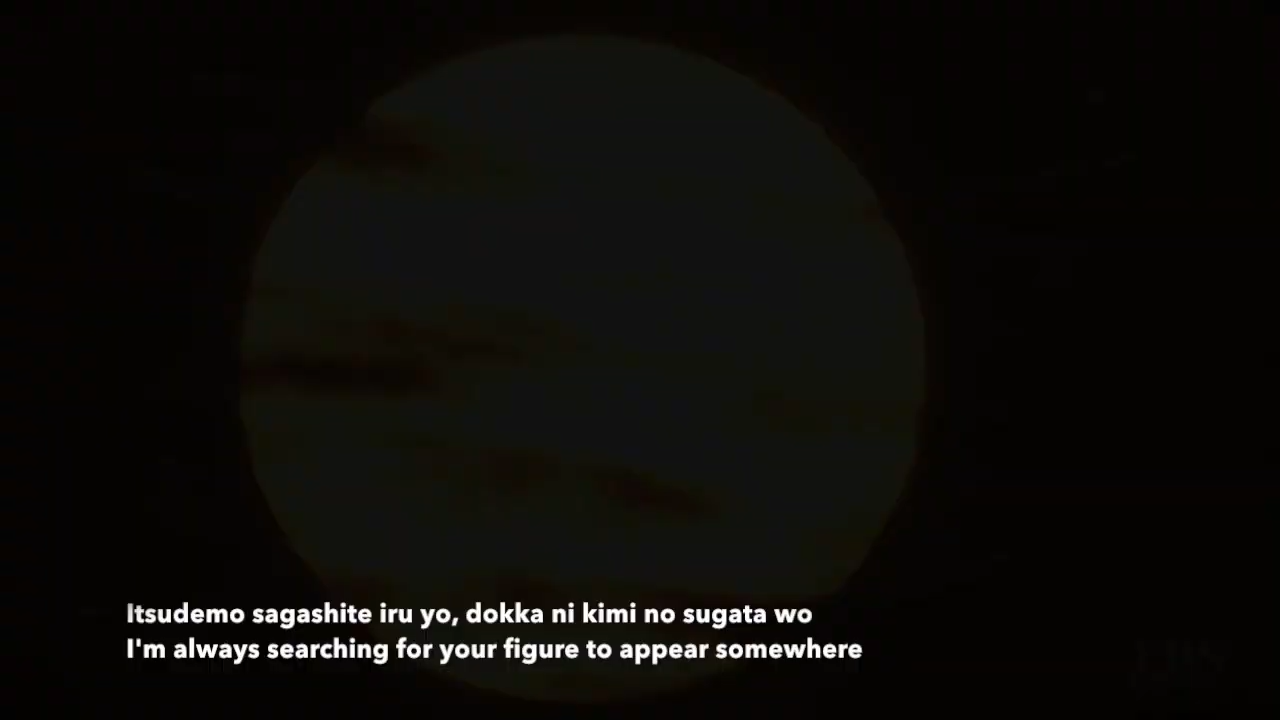 Itsudemo sagashite iru yo, dokka ni kimi no sugata wo
I'm always searching for your figure to appear somewhere